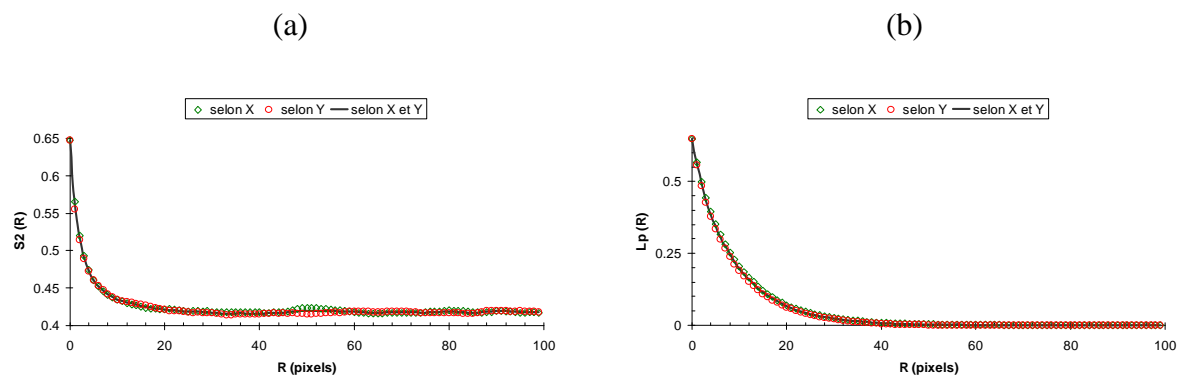 (a)
◇ selon X ○ selon Y — selon X et Y
0.65
0.6
0.55
0.5
0.45
0.4
S2 (R)
0 20 40 60 80 100
R (pixels)
(b)
◇ selon X ○ selon Y — selon X et Y
0.5
0.25
0
Lp (R)
0 20 40 60 80 100
R (pixels)